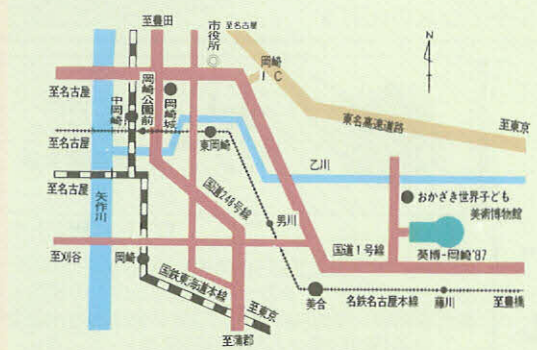 至豊田
至名古屋
市役所
N
岡崎
IC
至名古屋
岡崎公園前
岡崎城
中岡崎
東名高速道路
至東京
至名古屋
東岡崎
乙川
至名古屋
矢作川
国道248号線
男川
おかざき世界子ども
美術博物館
葵博-岡崎'87
国道1号線
至刈谷
岡崎
国鉄東海道本線
至東京
美合
名鉄名古屋本線
藤川
至豊橋
至蒲郡